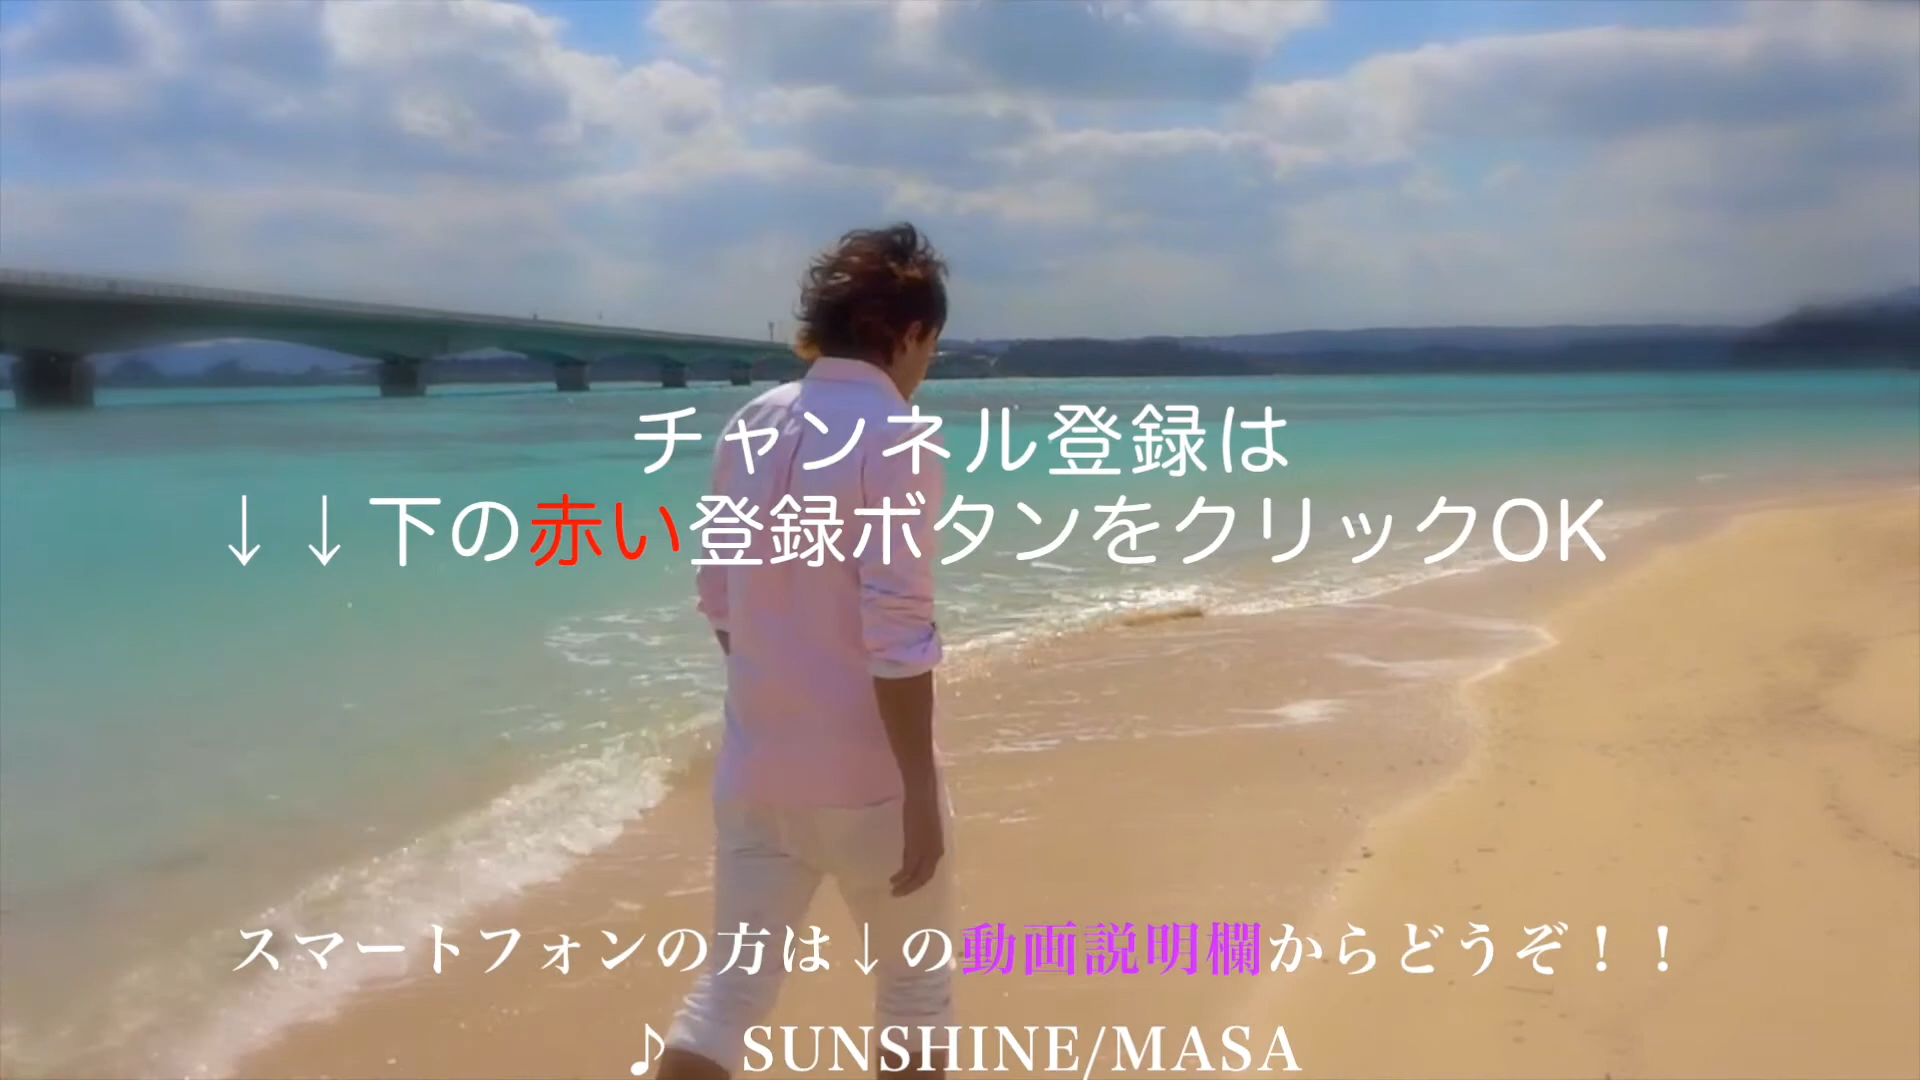 チャンネル登録は
↓↓下の赤い登録ボタンをクリックOK
スマートフォンの方は↓の動画説明欄からどうぞ！！
♪ SUNSHINE/MASA